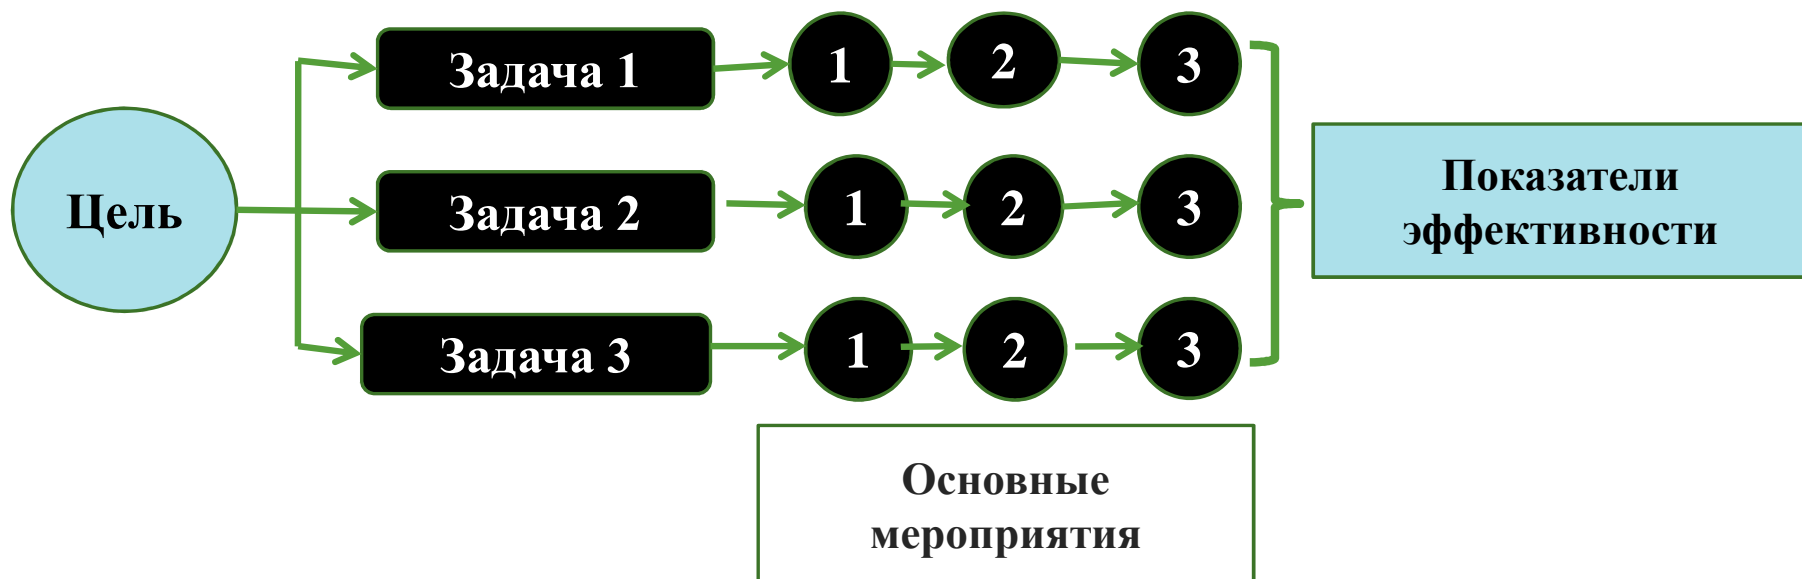 Задача 1
1
2
3
Цель
Задача 2
1
2
3
Показатели
эффективности
Задача 3
1
2
3
Основные
мероприятия